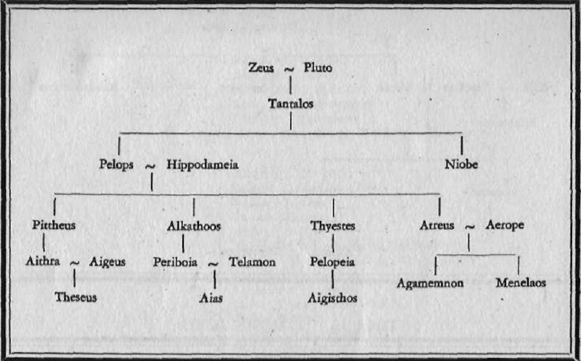 Zeus ~ Pluto
Tantalos
Pelops ~ Hippodameia Niobe
Pittheus Alkathoos Thyestes Atreus ~ Aerope
Aithra ~ Aigeus Periboia ~ Telamon Pelopeia
Agamemnon Menelaos
Theseus Aias Aigisthos